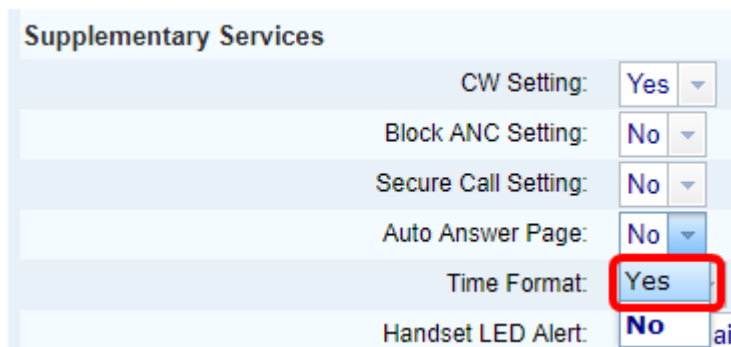 Supplementary Services
CW Setting: Yes
Block ANC Setting: No
Secure Call Setting: No
Auto Answer Page: No
Time Format: Yes
Handset LED Alert: No ai